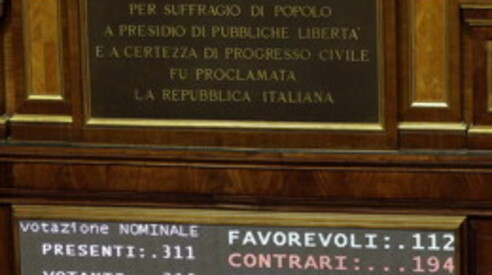 PER SUFFRAGIO DI POPOLO
A PRESIDIO DI PUBBLICHE LIBERTA'
E A CERTEZZA DI PROGRESSO CIVILE
FU PROCLAMATA
LA REPUBBLICA ITALIANA
votazione NOMINALE
PRESENTI:.311
FAVOREVOLI:.112
CONTRARI:...194